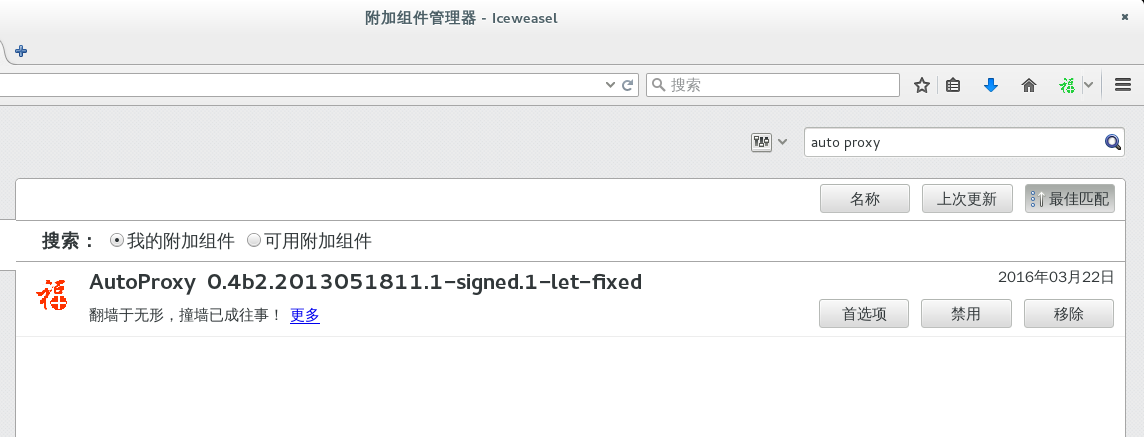 附加组件管理器 - Iceweasel
搜索
auto proxy
名称 上次更新 最佳匹配
搜索： 我的附加组件 可用附加组件
AutoProxy 0.4b2.2013051811.1-signed.1-let-fixed 2016年03月22日
翻墙于无形，撞墙已成往事！ 更多 首选项 禁用 移除